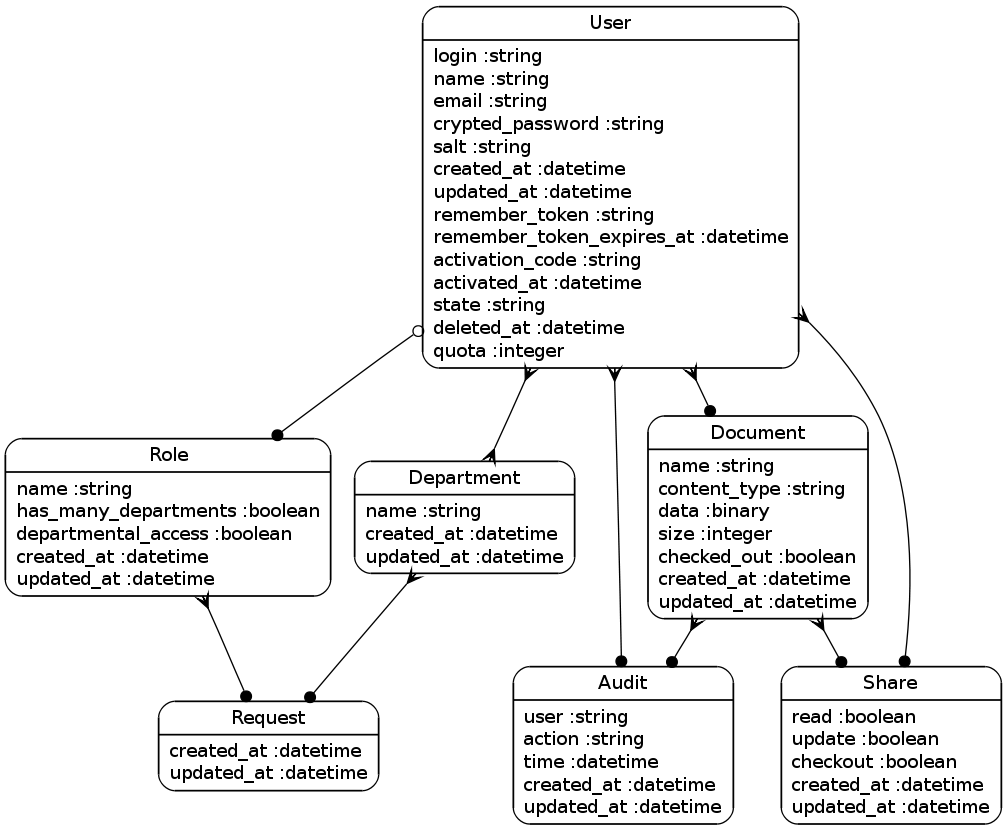 User
login :string
name :string
email :string
crypted_password :string
salt :string
created_at :datetime
updated_at :datetime
remember_token :string
remember_token_expires_at :datetime
activation_code :string
activated_at :datetime
state :string
deleted_at :datetime
quota :integer
Role
name :string
has_many_departments :boolean
departmental_access :boolean
created_at :datetime
updated_at :datetime
Department
name :string
created_at :datetime
updated_at :datetime
Document
name :string
content_type :string
data :binary
size :integer
checked_out :boolean
created_at :datetime
updated_at :datetime
Request
created_at :datetime
updated_at :datetime
Audit
user :string
action :string
time :datetime
created_at :datetime
updated_at :datetime
Share
read :boolean
update :boolean
checkout :boolean
created_at :datetime
updated_at :datetime